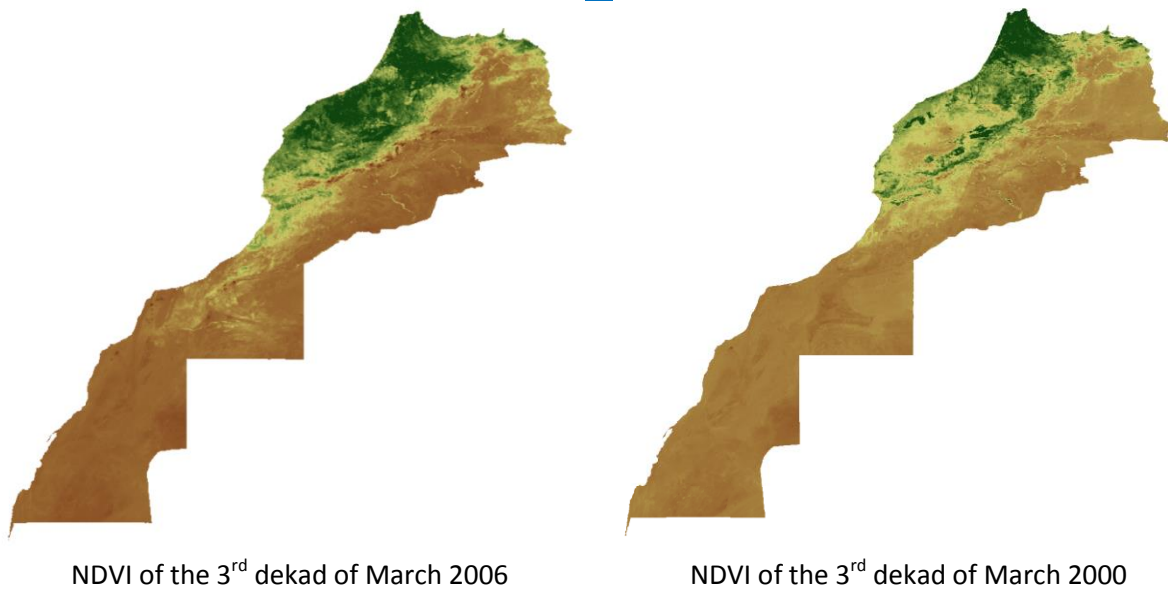 NDVI of the 3rd dekad of March 2006
NDVI of the 3rd dekad of March 2000